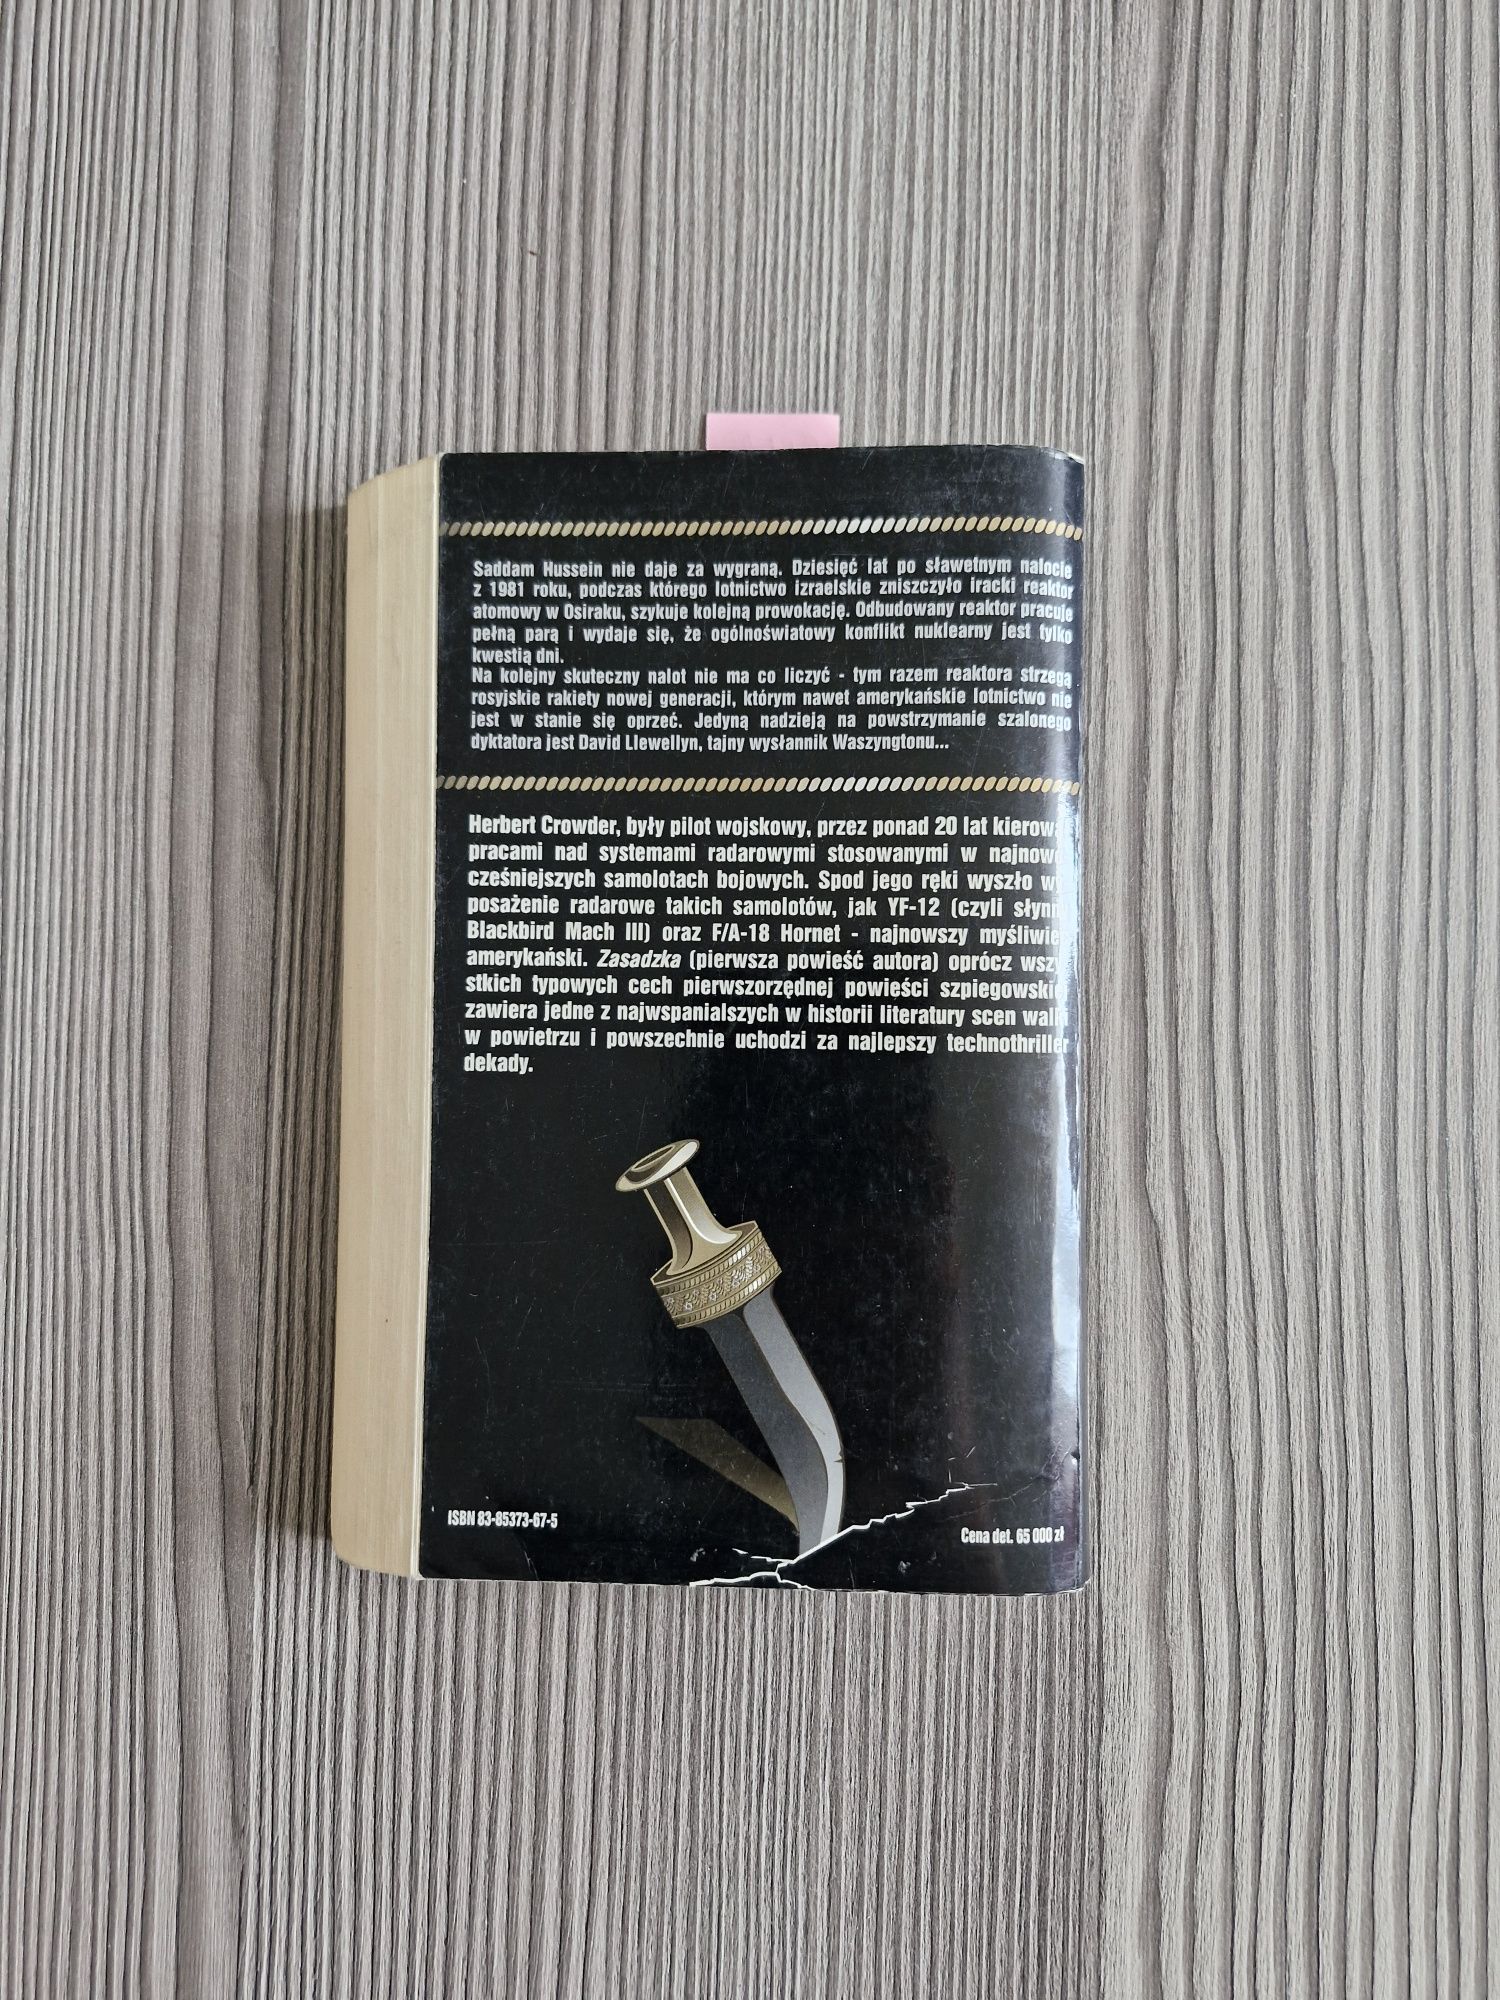 Saddam Hussein nie daje za wygraną. Dziesięć lat po sławetnym nalocie
z 1981 roku, podczas którego lotnictwo izraelskie zniszczyło iracki reaktor
atomowy w Osiraku, szykuje kolejną prowokację. Odbudowany reaktor pracuje
pełną parą i wydaje się, że ogólnoświatowy konflikt nuklearny jest tylko
kwestią dni.
Na kolejny skuteczny nalot nie ma co liczyć - tym razem reaktora strzegą
rosyjskie rakiety nowej generacji, którym nawet amerykańskie lotnictwo nie
jest w stanie się oprzeć. Jedyną nadzieją na powstrzymanie szalonego
dyktatora jest David Llewellyn, tajny wysłannik Waszyngtonu...
Herbert Crowder, były pilot wojskowy, przez ponad 20 lat
pracami nad systemami radarowymi stosowanymi w najnowo-
cześniejszych samolotach bojowych. Spod jego ręki wyszło wy-
posażenie radarowe takich samolotów, jak YF-12 (czyli słynny
Blackbird Mach III) oraz F/A-18 Hornet - najnowszy myśliwiec
amerykański. Zasadzka (pierwsza powieść autora) oprócz wszy-
stkich typowych cech pierwszorzędnej powieści szpiegowskiej
zawiera jedne z najwspanialszych w historii literatury scen walki
w powietrzu i powszechnie uchodzi za najlepszy technothriller
dekady.
ISBN 83-85373-67-5
Cena det. 65 000 zł